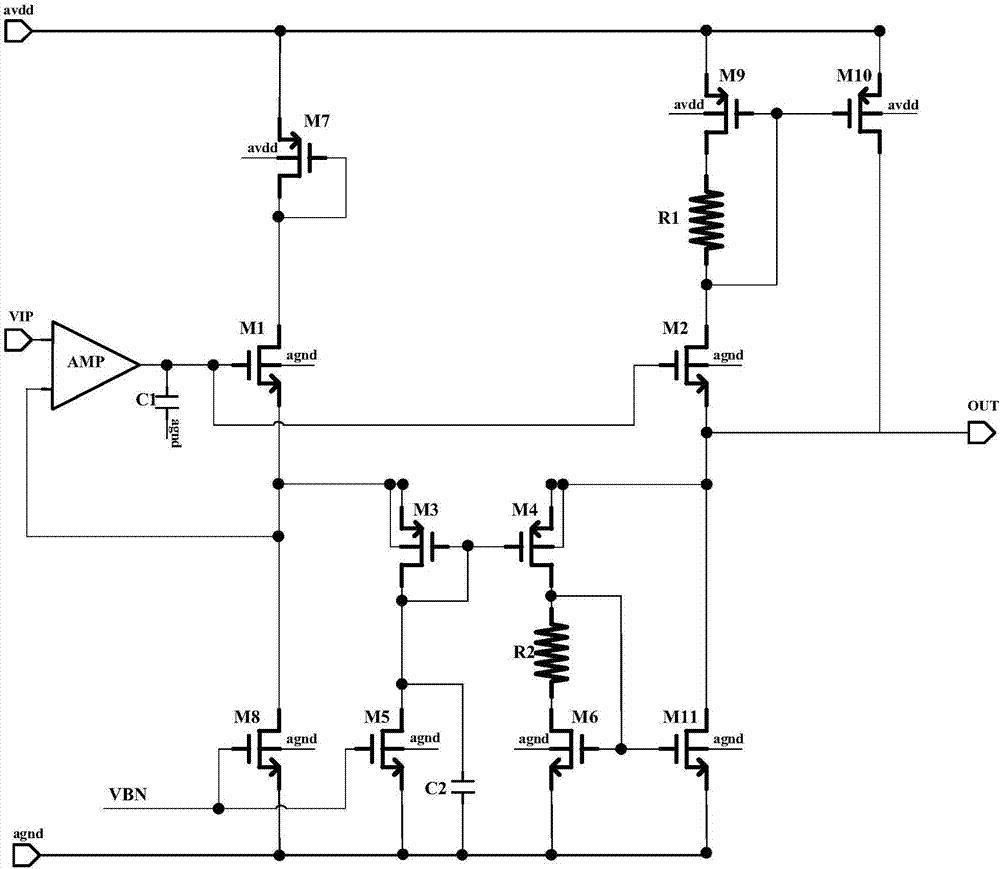 avdd
M9
M10
avdd
avdd
M7
avdd
R1
VIP
M1
M2
AMP
agnd
agnd
C1
agnd
OUT
M3
M4
R2
M8
M5
M6
M11
agnd
agnd
agnd
agnd
C2
VBN
agnd